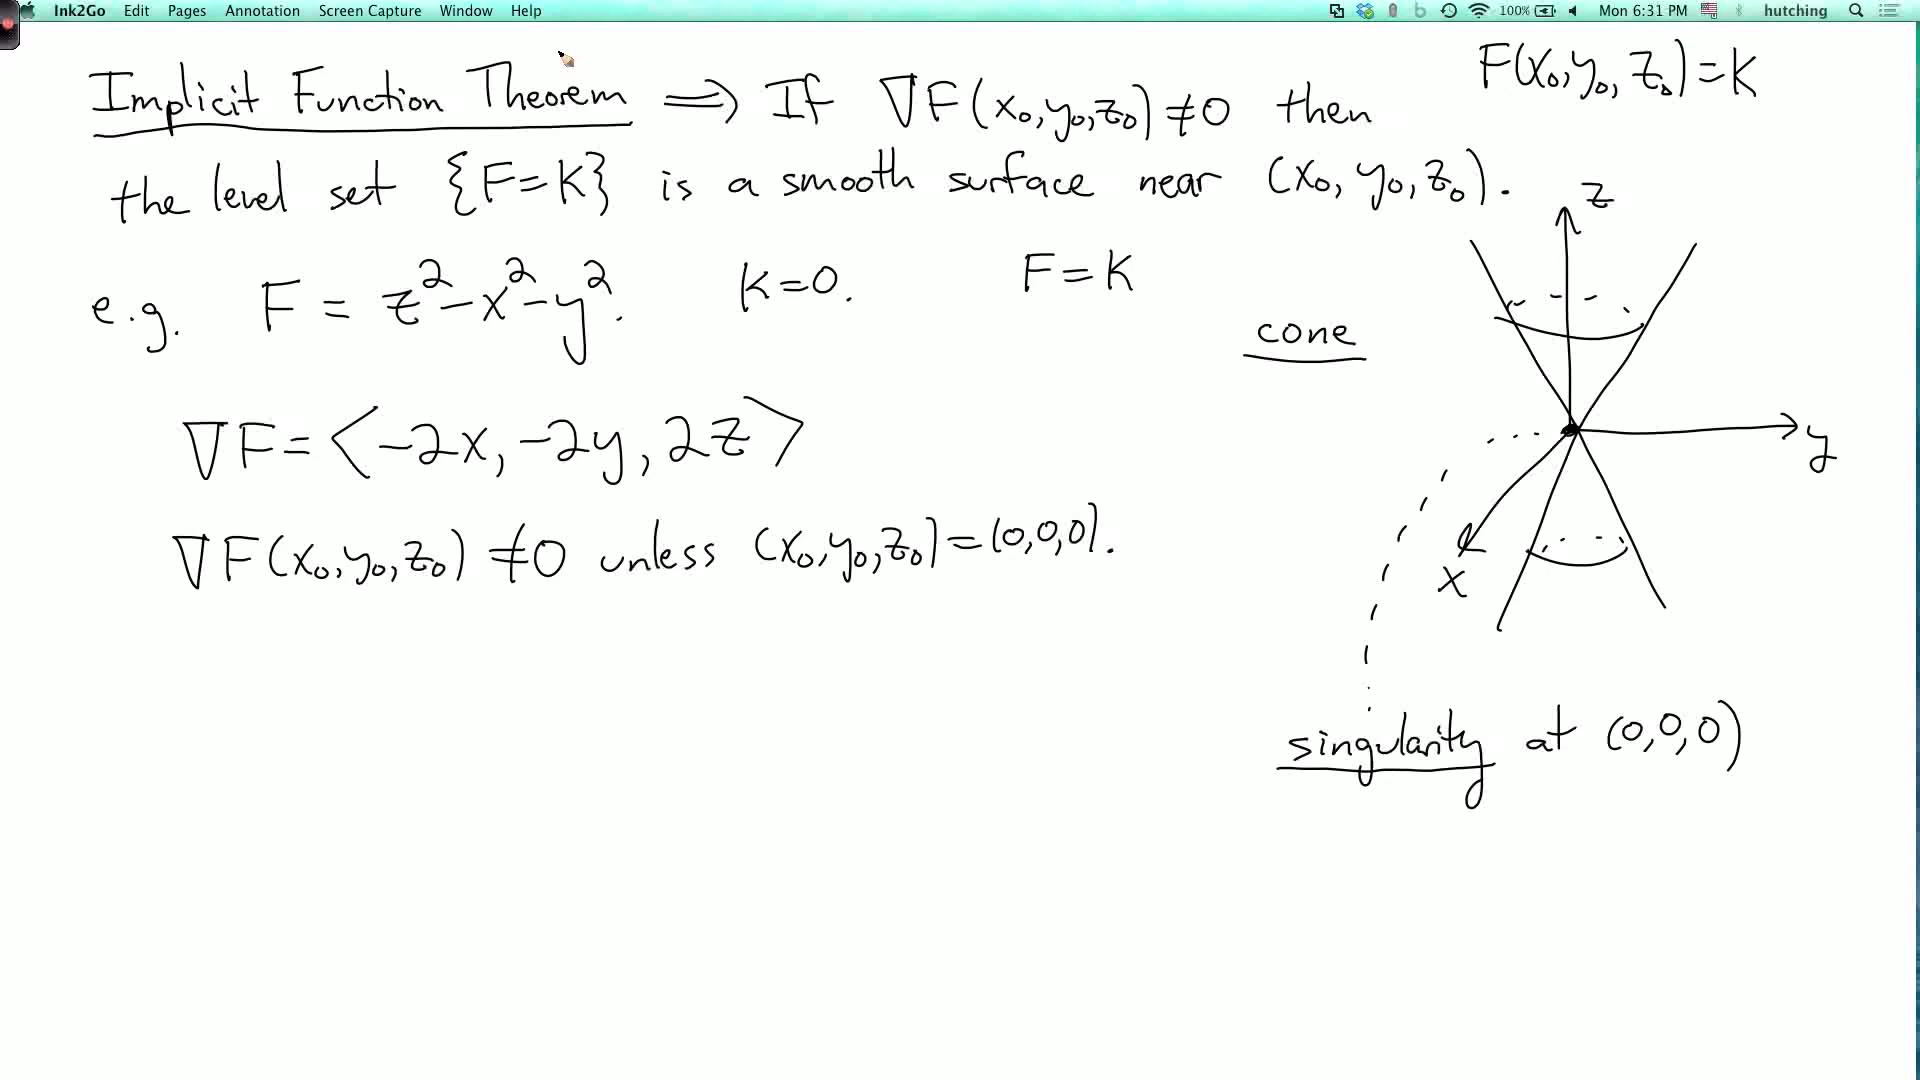 Ink2Go Edit Pages Annotation Screen Capture Window Help 100% Mon 6:31 PM hutching
F(x₀,y₀,z₀)=K
Implicit Function Theorem ⟹ If ∇F(x₀,y₀,z₀)≠0 then
the level set {F=K} is a smooth surface near (x₀,y₀,z₀).
z
e.g. F = z²-x²-y². K=0. F=K
cone
∇F=⟨-2x,-2y,2z⟩
y
∇F(x₀,y₀,z₀)≠0 unless (x₀,y₀,z₀)=(0,0,0).
x
singularity at (0,0,0)